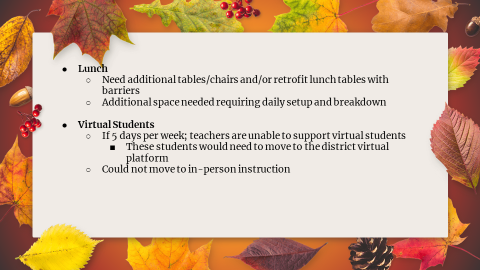 ● Lunch
○ Need additional tables/chairs and/or retrofit lunch tables with
barriers
○ Additional space needed requiring daily setup and breakdown
● Virtual Students
○ If 5 days per week; teachers are unable to support virtual students
■ These students would need to move to the district virtual
platform
○ Could not move to in-person instruction